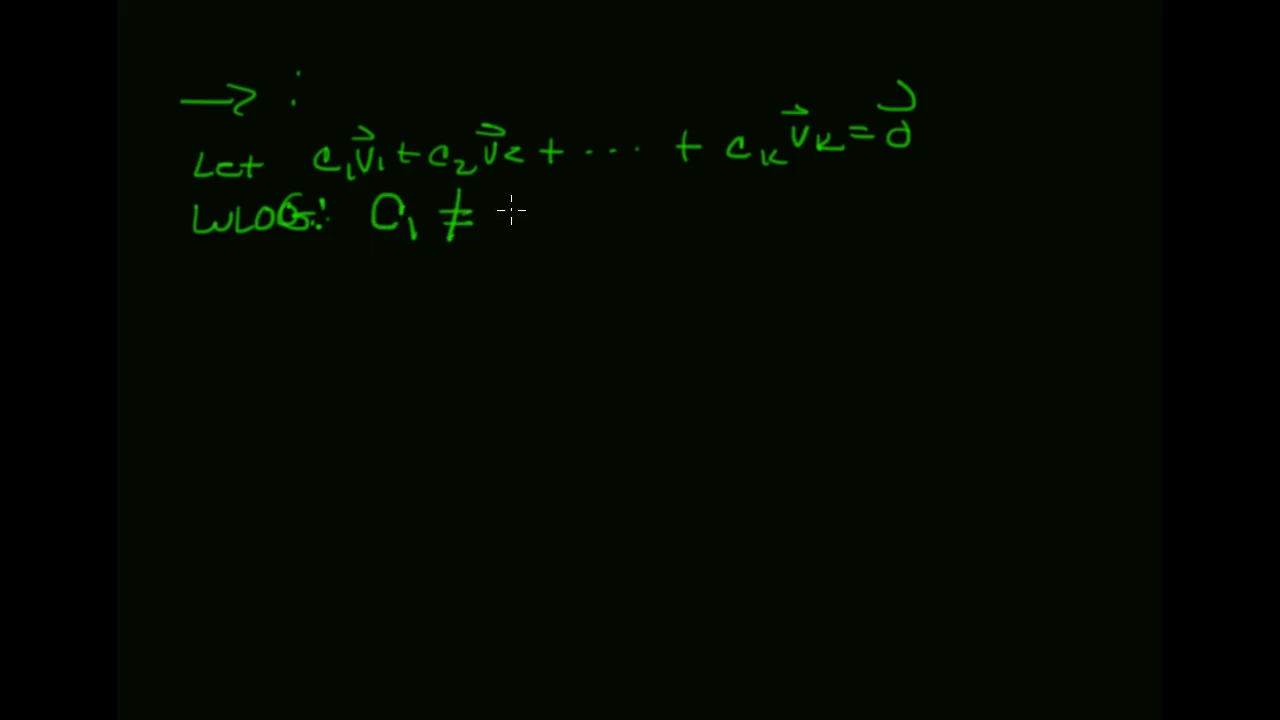 → :
Let c₁v⃗₁ + c₂v⃗₂ + ... + cₖv⃗ₖ = 0⃗
WLOG: C₁ ≠